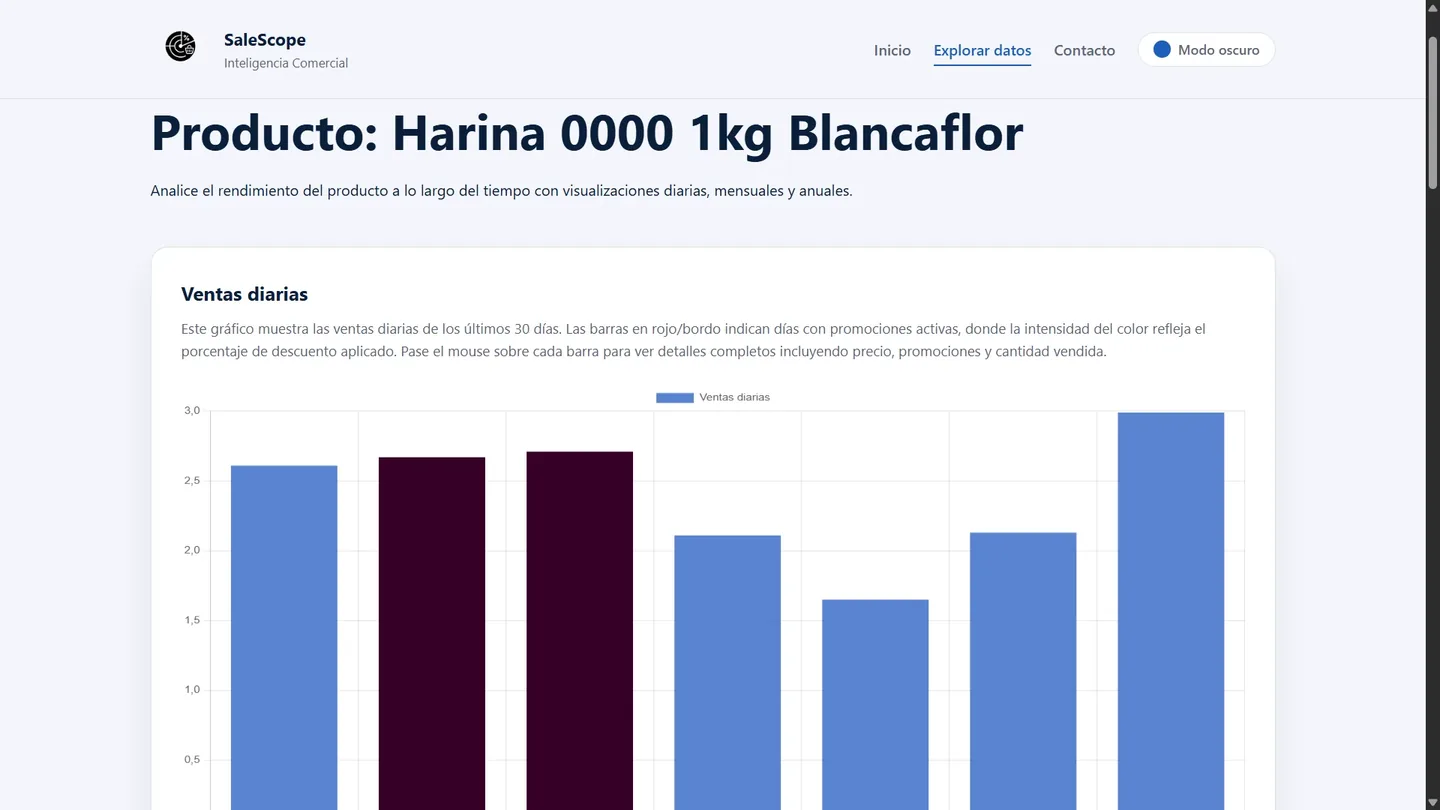 SaleScope
Inteligencia Comercial
Inicio
Explorar datos
Contacto
Modo oscuro
Producto: Harina 0000 1kg Blancaflor
Analice el rendimiento del producto a lo largo del tiempo con visualizaciones diarias, mensuales y anuales.
Ventas diarias
Este gráfico muestra las ventas diarias de los últimos 30 días. Las barras en rojo/bordo indican días con promociones activas, donde la intensidad del color refleja el
porcentaje de descuento aplicado. Pase el mouse sobre cada barra para ver detalles completos incluyendo precio, promociones y cantidad vendida.
Ventas diarias
3,0
2,5
2,0
1,5
1,0
0,5